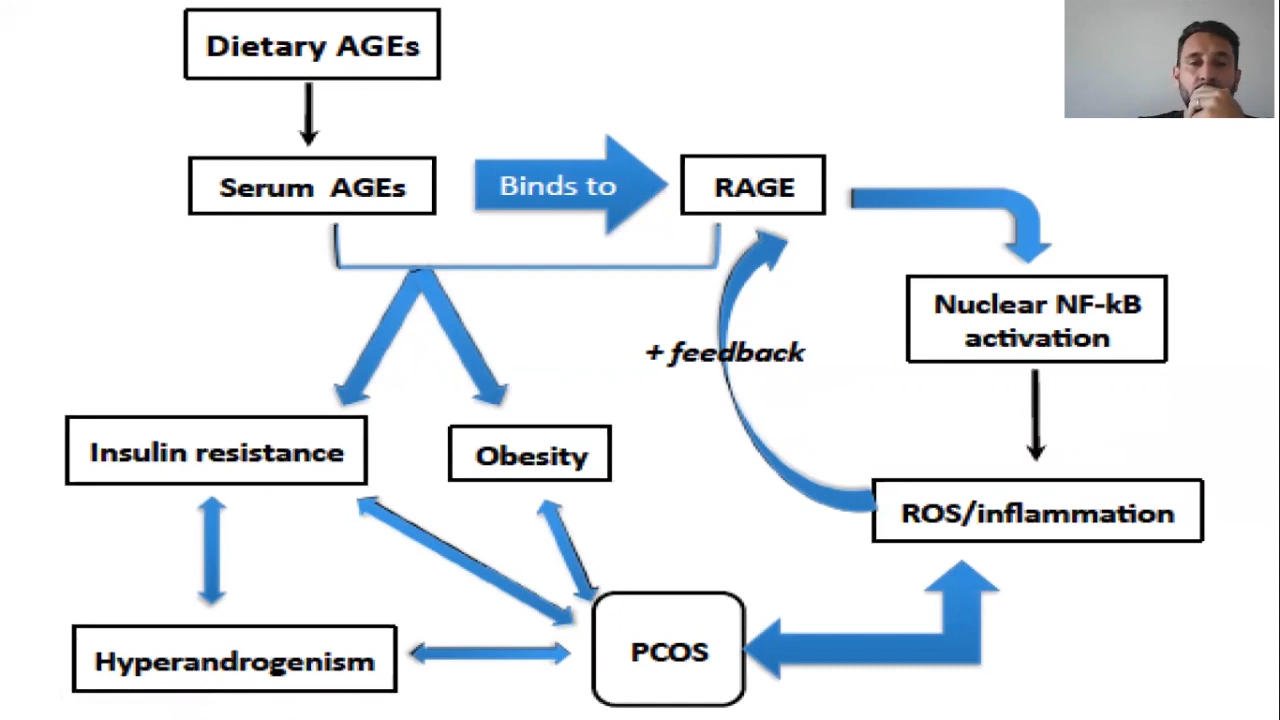 Dietary AGEs
Serum AGEs
Binds to
RAGE
Nuclear NF-kB
activation
+ feedback
Insulin resistance
Obesity
ROS/inflammation
Hyperandrogenism
PCOS